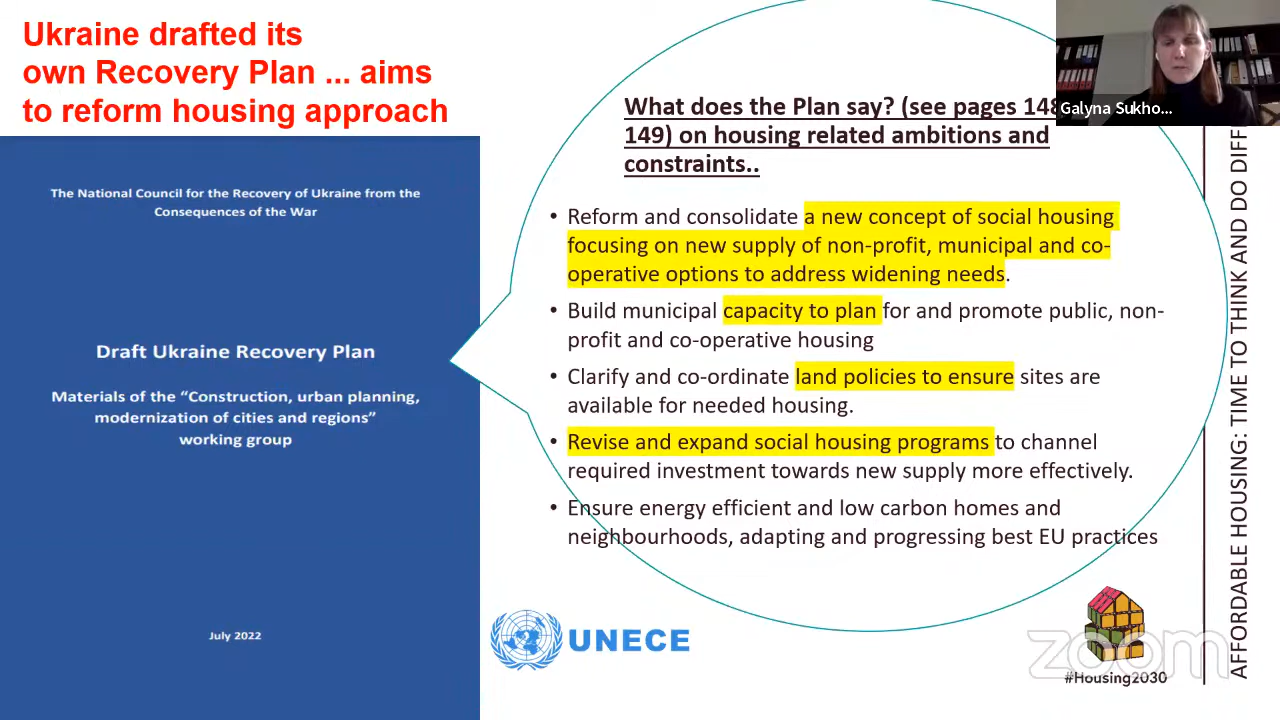 Ukraine drafted its
own Recovery Plan ... aims
to reform housing approach
The National Council for the Recovery of Ukraine from the
Consequences of the War
Draft Ukraine Recovery Plan
Materials of the “Construction, urban planning,
modernization of cities and regions”
working group
July 2022
What does the Plan say? (see pages 148
149) on housing related ambitions and
constraints..
• Reform and consolidate a new concept of social housing
focusing on new supply of non-profit, municipal and co-
operative options to address widening needs.
• Build municipal capacity to plan for and promote public, non-
profit and co-operative housing
• Clarify and co-ordinate land policies to ensure sites are
available for needed housing.
• Revise and expand social housing programs to channel
required investment towards new supply more effectively.
• Ensure energy efficient and low carbon homes and
neighbourhoods, adapting and progressing best EU practices
UNECE
Galyna Sukho...
AFFORDABLE HOUSING: TIME TO THINK AND DO DIFF
zoom
#Housing2030